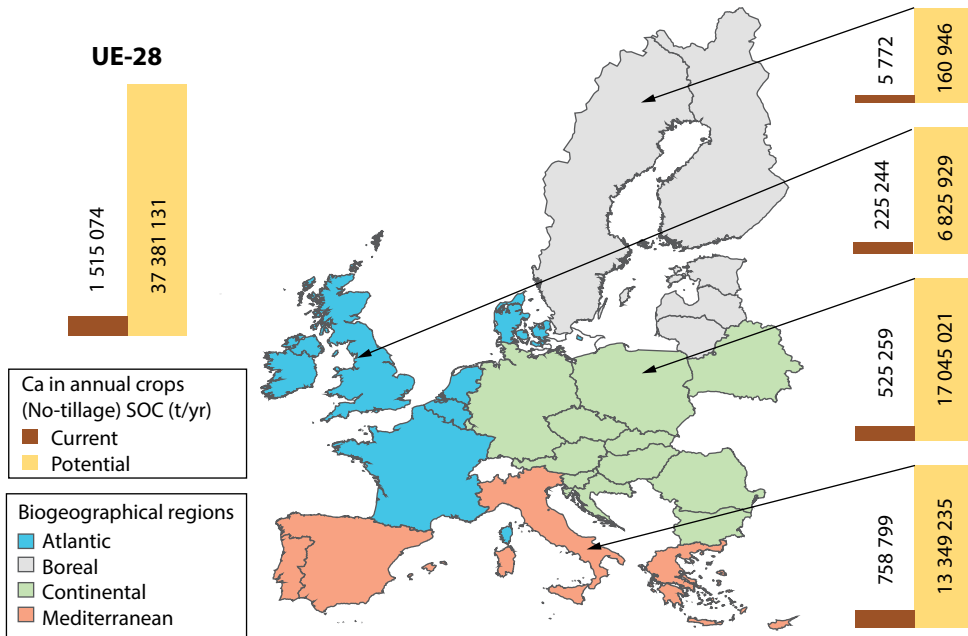 UE-28
1 515 074
37 381 131
Ca in annual crops
(No-tillage) SOC (t/yr)
Current
Potential
Biogeographical regions
Atlantic
Boreal
Continental
Mediterranean
5 772
160 946
225 244
6 825 929
525 259
17 045 021
758 799
13 349 235